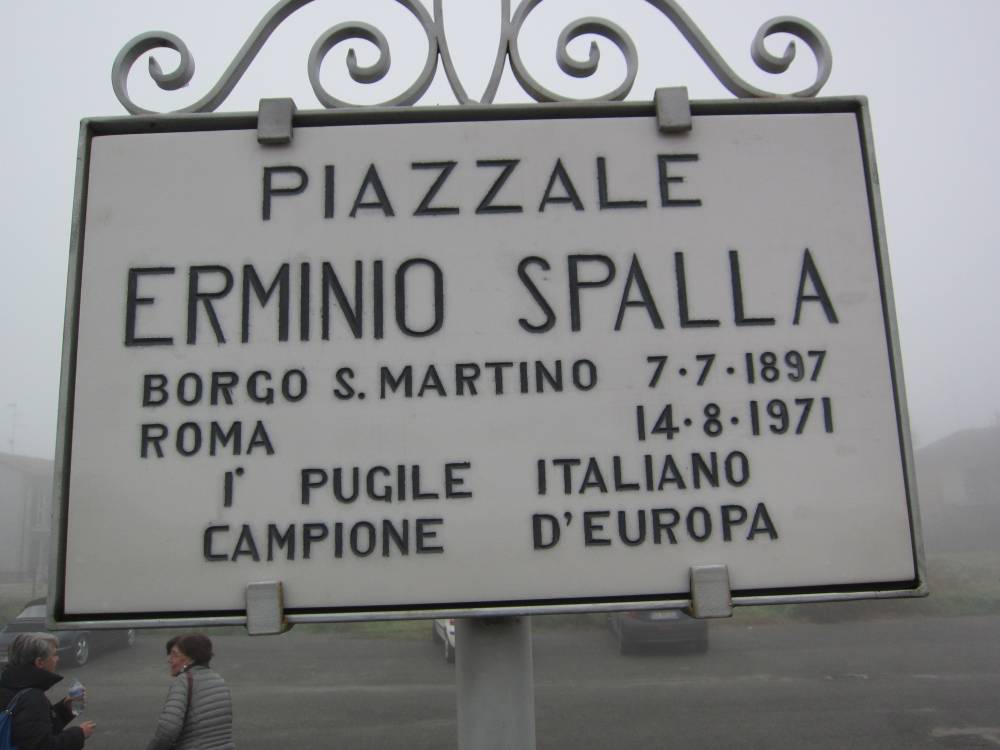 PIAZZALE
ERMINIO SPALLA
BORGO S. MARTINO 7·7·1897
ROMA 14·8·1971
1° PUGILE ITALIANO
CAMPIONE D'EUROPA